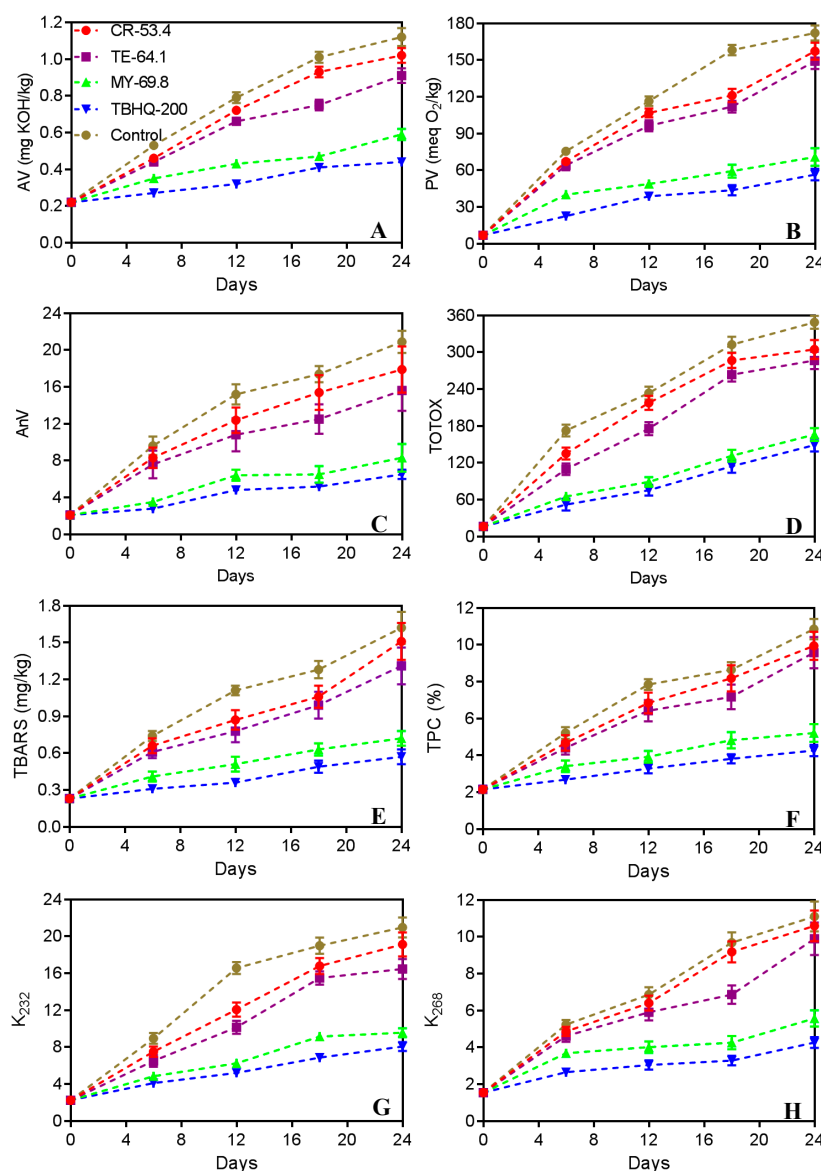 1.2
1.0
0.8
0.6
0.4
0.2
0.0
AV (mg KOH/kg)
CR-53.4
TE-64.1
MY-69.8
TBHQ-200
Control
A
0 4 8 12 16 20 24
Days
180
150
120
90
60
30
0
PV (meq O₂/kg)
B
0 4 8 12 16 20 24
Days
24
20
16
12
8
4
0
AnV
C
0 4 8 12 16 20 24
Days
360
300
240
180
120
60
0
TOTOX
D
0 4 8 12 16 20 24
Days
1.8
1.5
1.2
0.9
0.6
0.3
0.0
TBARS (mg/kg)
E
0 4 8 12 16 20 24
Days
12
10
8
6
4
2
0
TPC (%)
F
0 4 8 12 16 20 24
Days
24
20
16
12
8
4
0
K₂₃₂
G
0 4 8 12 16 20 24
Days
12
10
8
6
4
2
0
K₂₆₈
H
0 4 8 12 16 20 24
Days